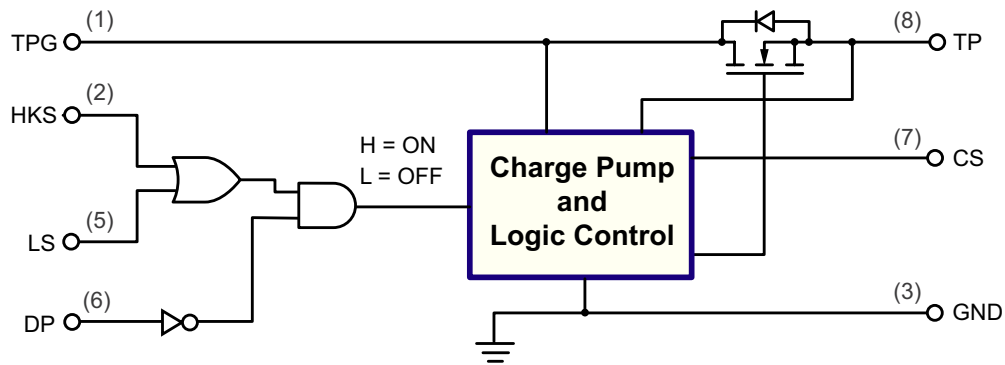 (1)
TPG
(8)
TP
(2)
HKS
H = ON
L = OFF
(7)
CS
Charge Pump
and
Logic Control
(5)
LS
(6)
DP
(3)
GND